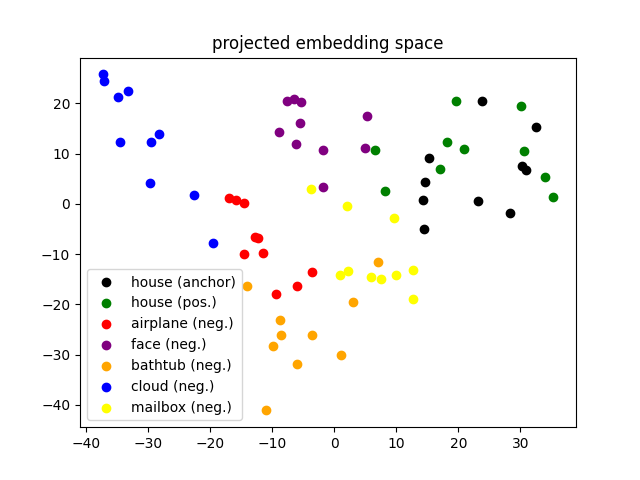 projected embedding space
20
10
0
−10
−20
−30
−40
house (anchor)
house (pos.)
airplane (neg.)
face (neg.)
bathtub (neg.)
cloud (neg.)
mailbox (neg.)
−40 −30 −20 −10 0 10 20 30